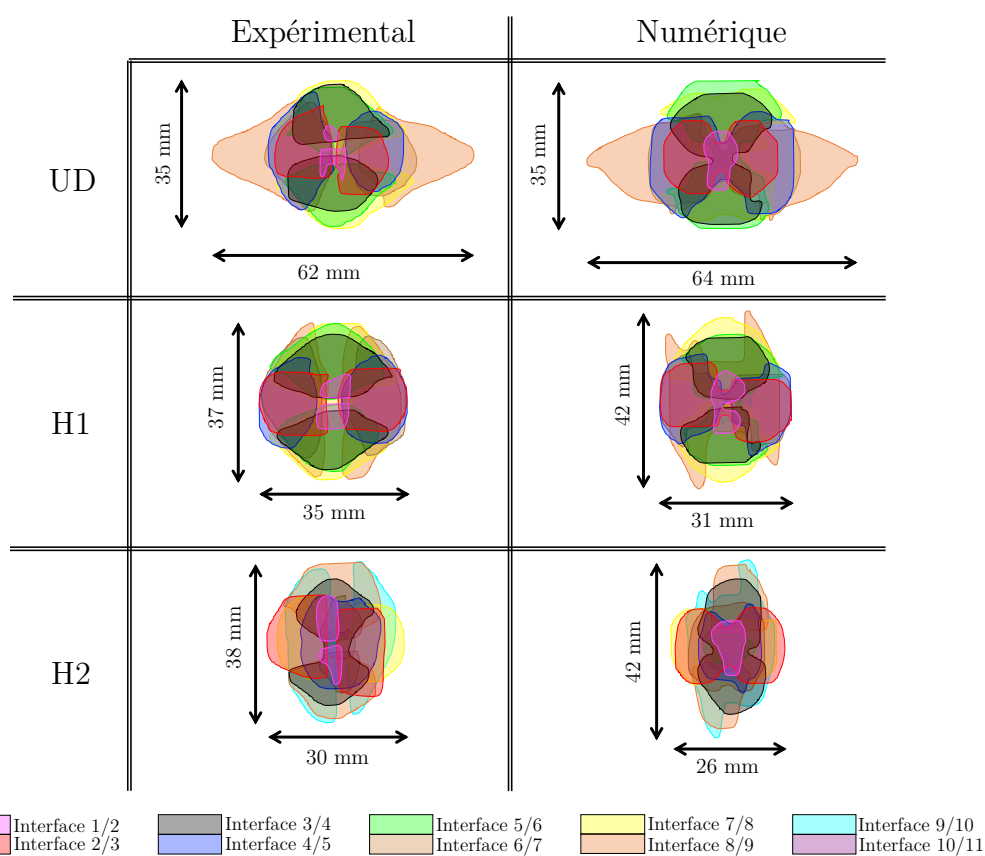 Expérimental Numérique
UD
35 mm
62 mm
35 mm
64 mm
H1
37 mm
35 mm
42 mm
31 mm
H2
38 mm
30 mm
42 mm
26 mm
Interface 1/2 Interface 3/4 Interface 5/6 Interface 7/8 Interface 9/10
Interface 2/3 Interface 4/5 Interface 6/7 Interface 8/9 Interface 10/11